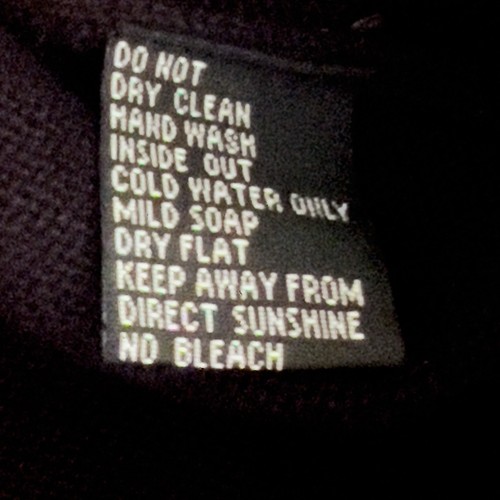 DO NOT
DRY CLEAN
HAND WASH
INSIDE OUT
COLD WATER ONLY
MILD SOAP
DRY FLAT
KEEP AWAY FROM
DIRECT SUNSHINE
NO BLEACH